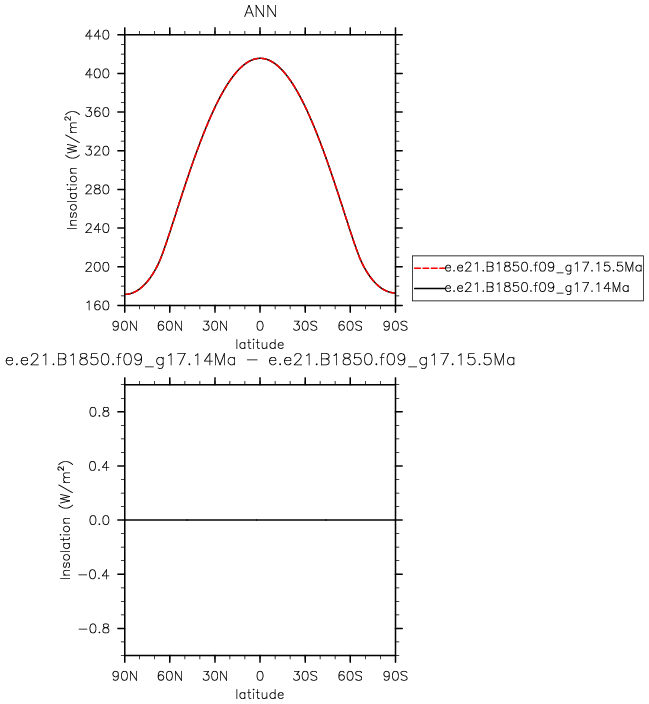 ANN
440
400
360
320
280
240
200
160
Insolation (W/m²)
90N 60N 30N 0 30S 60S 90S
latitude
e.e21.B1850.f09_g17.15.5Ma
e.e21.B1850.f09_g17.14Ma
e.e21.B1850.f09_g17.14Ma − e.e21.B1850.f09_g17.15.5Ma
0.8
0.4
0.0
−0.4
−0.8
Insolation (W/m²)
90N 60N 30N 0 30S 60S 90S
latitude